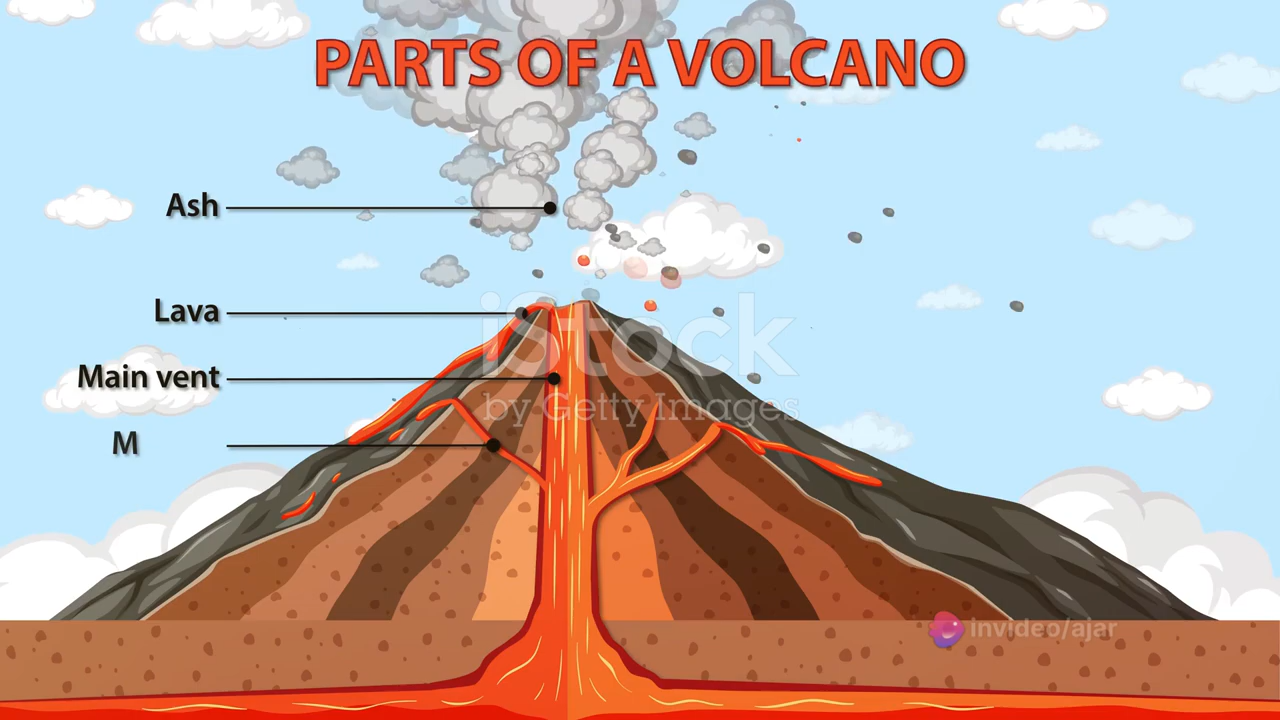 PARTS OF A VOLCANO
Ash
Lava
Main vent
M
iStock
by Getty Images
invideo/ajar